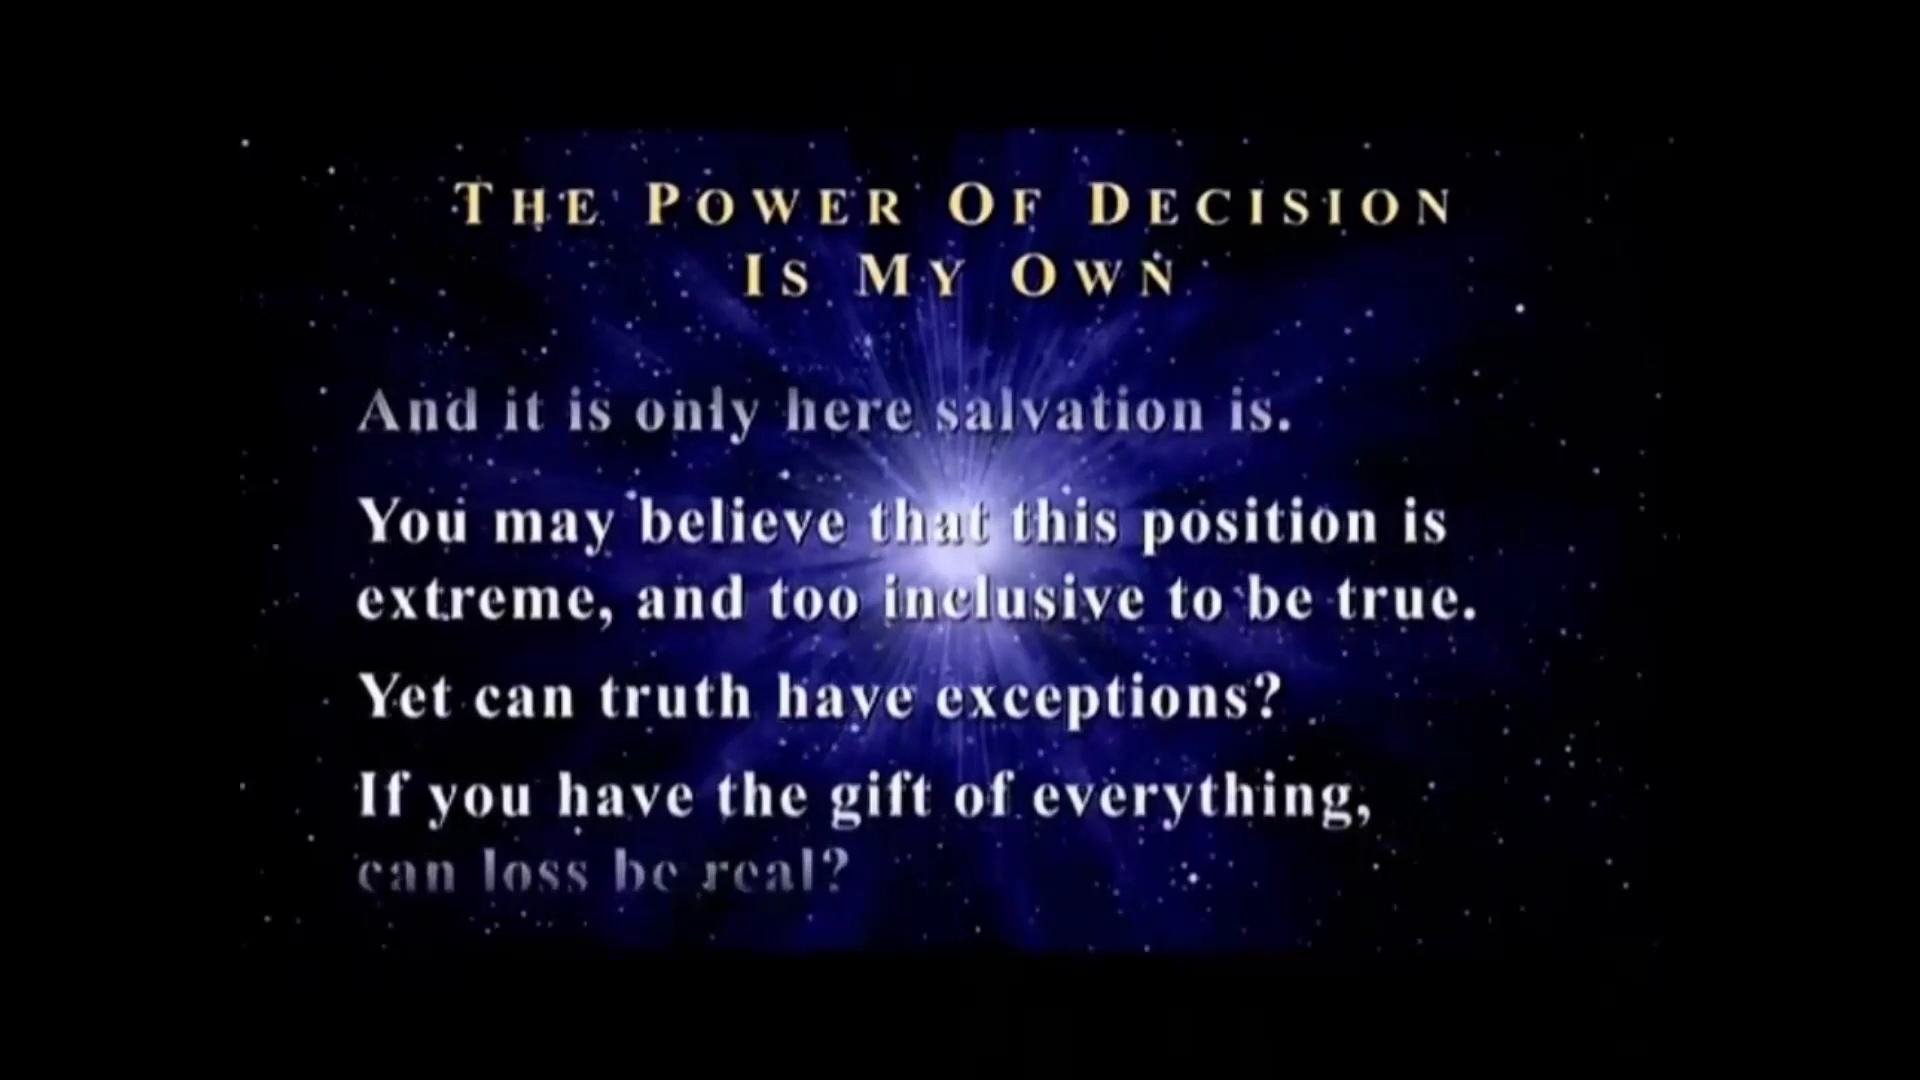 THE POWER OF DECISION
IS MY OWN
And it is only here salvation is.
You may believe that this position is
extreme, and too inclusive to be true.
Yet can truth have exceptions?
If you have the gift of everything,
can loss be real?